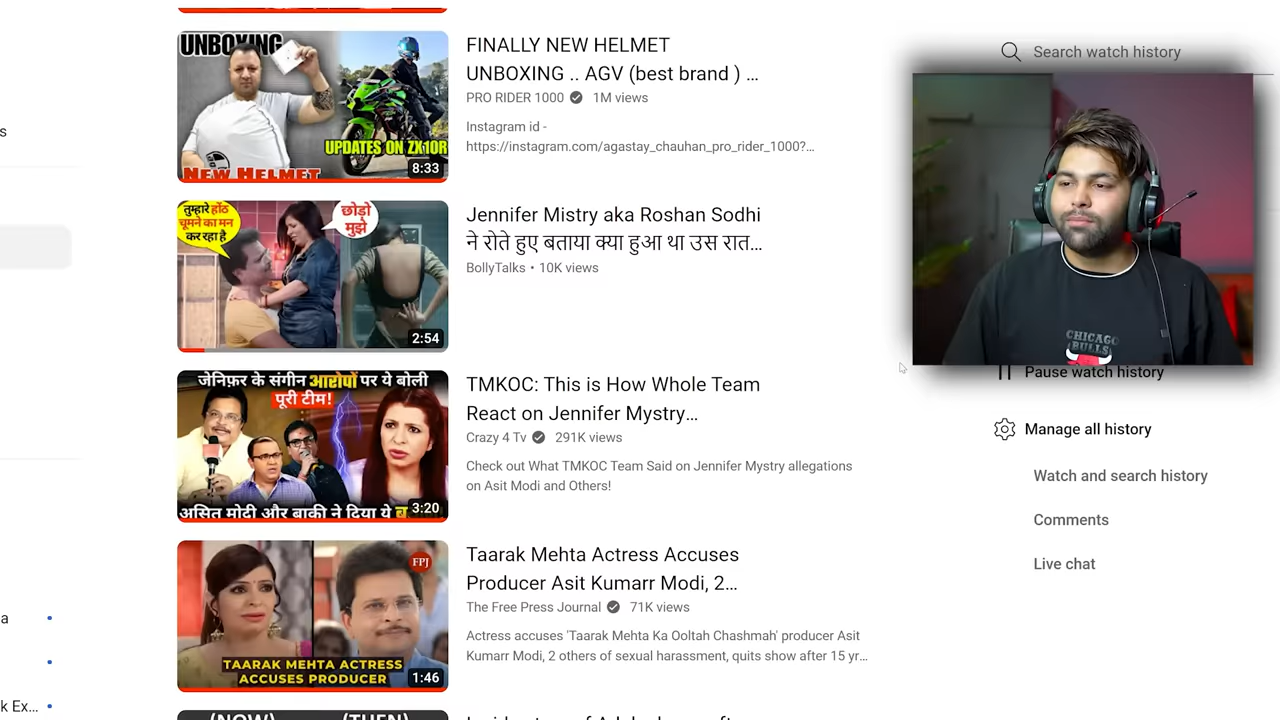 s
a
k Ex...
UNBOXING
UPDATES ON ZX10R
NEW HELMET
8:33
FINALLY NEW HELMET
UNBOXING .. AGV (best brand ) ...
PRO RIDER 1000 1M views
Instagram id -
https://instagram.com/agastay_chauhan_pro_rider_1000?...
तुम्हारे होंठ
चूमने का मन
कर रहा है
छोड़ो
मुझे
2:54
Jennifer Mistry aka Roshan Sodhi
ने रोते हुए बताया क्या हुआ था उस रात...
BollyTalks • 10K views
जेनिफ़र के संगीन आरोपों पर ये बोली
पूरी टीम!
असित मोदी और बाकी ने दिया ये
3:20
TMKOC: This is How Whole Team
React on Jennifer Mystry...
Crazy 4 Tv 291K views
Check out What TMKOC Team Said on Jennifer Mystry allegations
on Asit Modi and Others!
FPJ
TAARAK MEHTA ACTRESS
ACCUSES PRODUCER
1:46
Taarak Mehta Actress Accuses
Producer Asit Kumarr Modi, 2...
The Free Press Journal 71K views
Actress accuses 'Taarak Mehta Ka Ooltah Chashmah' producer Asit
Kumarr Modi, 2 others of sexual harassment, quits show after 15 yr...
(NOW) (THEN)
Search watch history
CHICAGO
BULLS
Pause watch history
Manage all history
Watch and search history
Comments
Live chat